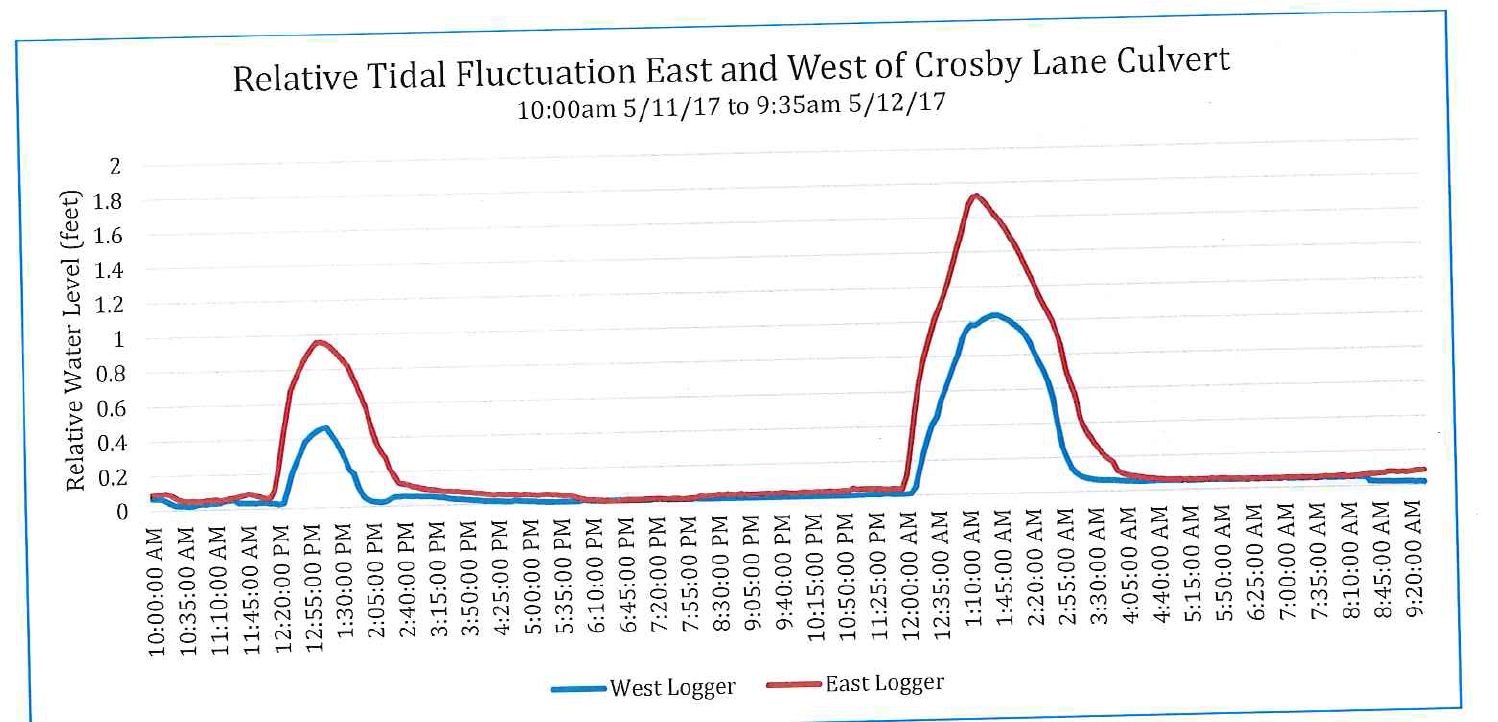 Relative Tidal Fluctuation East and West of Crosby Lane Culvert
10:00am 5/11/17 to 9:35am 5/12/17
Relative Water Level (feet)
2
1.8
1.6
1.4
1.2
1
0.8
0.6
0.4
0.2
0
10:00:00 AM
10:35:00 AM
11:10:00 AM
11:45:00 AM
12:20:00 PM
12:55:00 PM
1:30:00 PM
2:05:00 PM
2:40:00 PM
3:15:00 PM
3:50:00 PM
4:25:00 PM
5:00:00 PM
5:35:00 PM
6:10:00 PM
6:45:00 PM
7:20:00 PM
7:55:00 PM
8:30:00 PM
9:05:00 PM
9:40:00 PM
10:15:00 PM
10:50:00 PM
11:25:00 PM
12:00:00 AM
12:35:00 AM
1:10:00 AM
1:45:00 AM
2:20:00 AM
2:55:00 AM
3:30:00 AM
4:05:00 AM
4:40:00 AM
5:15:00 AM
5:50:00 AM
6:25:00 AM
7:00:00 AM
7:35:00 AM
8:10:00 AM
8:45:00 AM
9:20:00 AM
West Logger
East Logger